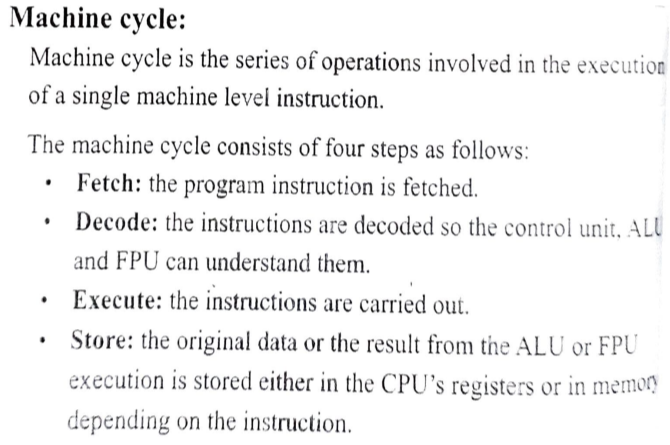 Machine cycle:
Machine cycle is the series of operations involved in the execution
of a single machine level instruction.
The machine cycle consists of four steps as follows:
• Fetch: the program instruction is fetched.
• Decode: the instructions are decoded so the control unit, ALU
and FPU can understand them.
• Execute: the instructions are carried out.
• Store: the original data or the result from the ALU or FPU
execution is stored either in the CPU's registers or in memory
depending on the instruction.